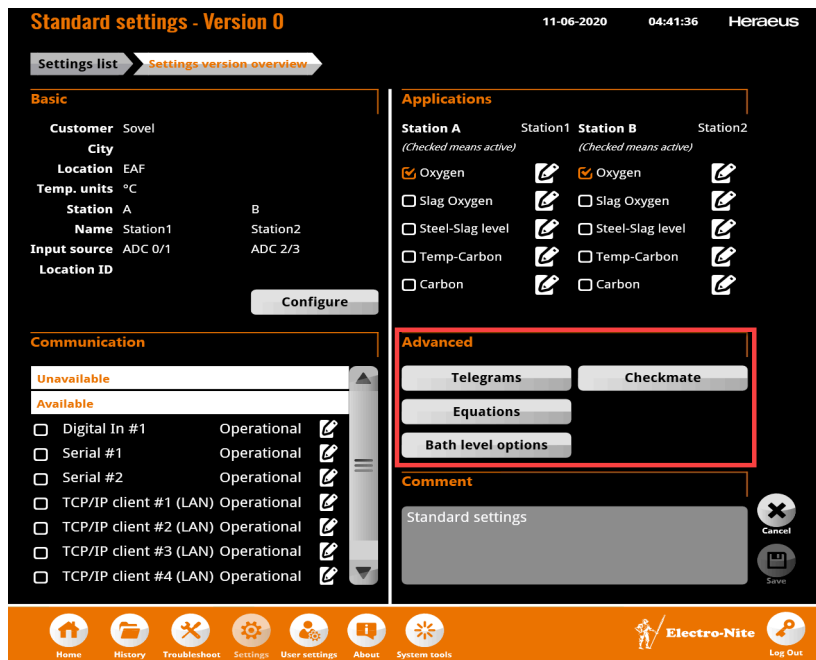 Standard settings - Version 0
11-06-2020 04:41:36 Heraeus
Settings list Settings version overview
Basic
Customer Sovel
City
Location EAF
Temp. units °C
Station A B
Name Station1 Station2
Input source ADC 0/1 ADC 2/3
Location ID
Configure
Applications
Station A Station1 Station B Station2
(Checked means active) (Checked means active)
Oxygen Oxygen
Slag Oxygen Slag Oxygen
Steel-Slag level Steel-Slag level
Temp-Carbon Temp-Carbon
Carbon Carbon
Communication
Unavailable
Available
Digital In #1 Operational
Serial #1 Operational
Serial #2 Operational
TCP/IP client #1 (LAN) Operational
TCP/IP client #2 (LAN) Operational
TCP/IP client #3 (LAN) Operational
TCP/IP client #4 (LAN) Operational
Advanced
Telegrams Checkmate
Equations
Bath level options
Comment
Standard settings
Cancel
Save
Home History Troubleshoot Settings User settings About System tools
Electro-Nite
Log Out